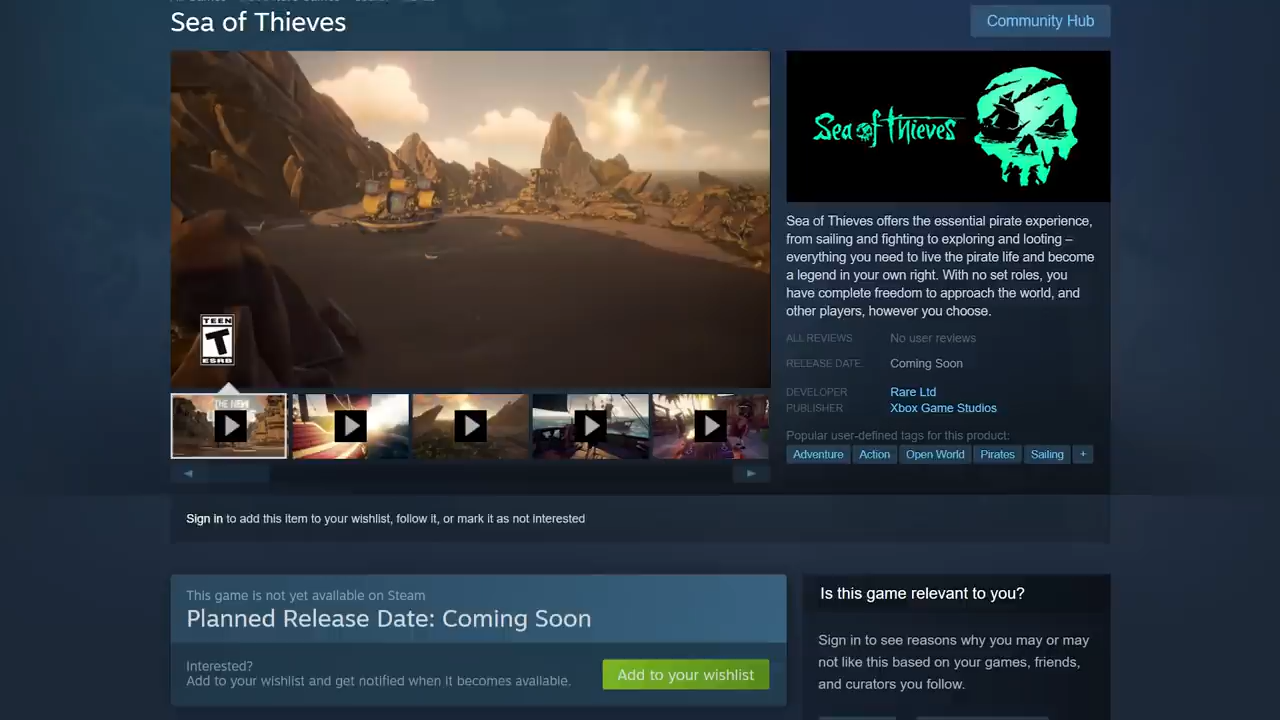 Sea of Thieves
Community Hub
Sea of Thieves
TEEN
T
ESRB
THE NEW
Sea of Thieves offers the essential pirate experience,
from sailing and fighting to exploring and looting –
everything you need to live the pirate life and become
a legend in your own right. With no set roles, you
have complete freedom to approach the world, and
other players, however you choose.
ALL REVIEWS No user reviews
RELEASE DATE: Coming Soon
DEVELOPER Rare Ltd
PUBLISHER Xbox Game Studios
Popular user-defined tags for this product:
Adventure Action Open World Pirates Sailing +
Sign in to add this item to your wishlist, follow it, or mark it as not interested
This game is not yet available on Steam
Planned Release Date: Coming Soon
Interested?
Add to your wishlist and get notified when it becomes available.
Add to your wishlist
Is this game relevant to you?
Sign in to see reasons why you may or may
not like this based on your games, friends,
and curators you follow.